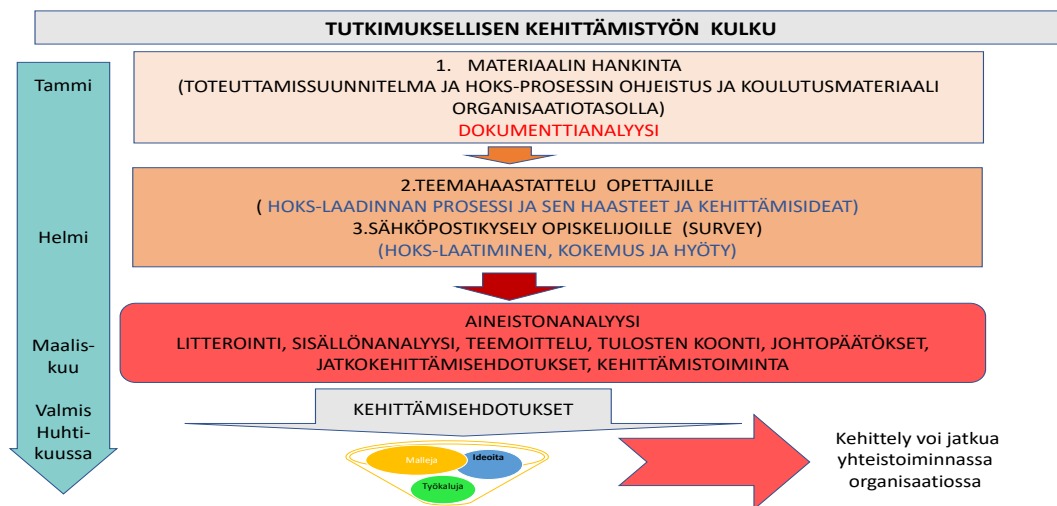 TUTKIMUKSELLISEN KEHITTÄMISTYÖN KULKU
Tammi
1. MATERIAALIN HANKINTA
(TOTEUTTAMISSUUNNITELMA JA HOKS-PROSESSIN OHJEISTUS JA KOULUTUSMATERIAALI
ORGANISAATIOTASOLLA)
DOKUMENTTIANALYYSI
Helmi
2.TEEMAHAASTATTELU OPETTAJILLE
( HOKS-LAADINNAN PROSESSI JA SEN HAASTEET JA KEHITTÄMISIDEAT)
3.SÄHKÖPOSTIKYSELY OPISKELIJOILLE (SURVEY)
(HOKS-LAATIMINEN, KOKEMUS JA HYÖTY)
Maalis-
kuu
AINEISTONANALYYSI
LITTEROINTI, SISÄLLÖNANALYYSI, TEEMOITTELU, TULOSTEN KOONTI, JOHTOPÄÄTÖKSET,
JATKOKEHITTÄMISEHDOTUKSET, KEHITTÄMISTOIMINTA
Valmis
Huhti-
kuussa
KEHITTÄMISEHDOTUKSET
Malleja
Ideoita
Työkaluja
Kehittely voi jatkua
yhteistoiminnassa
organisaatiossa